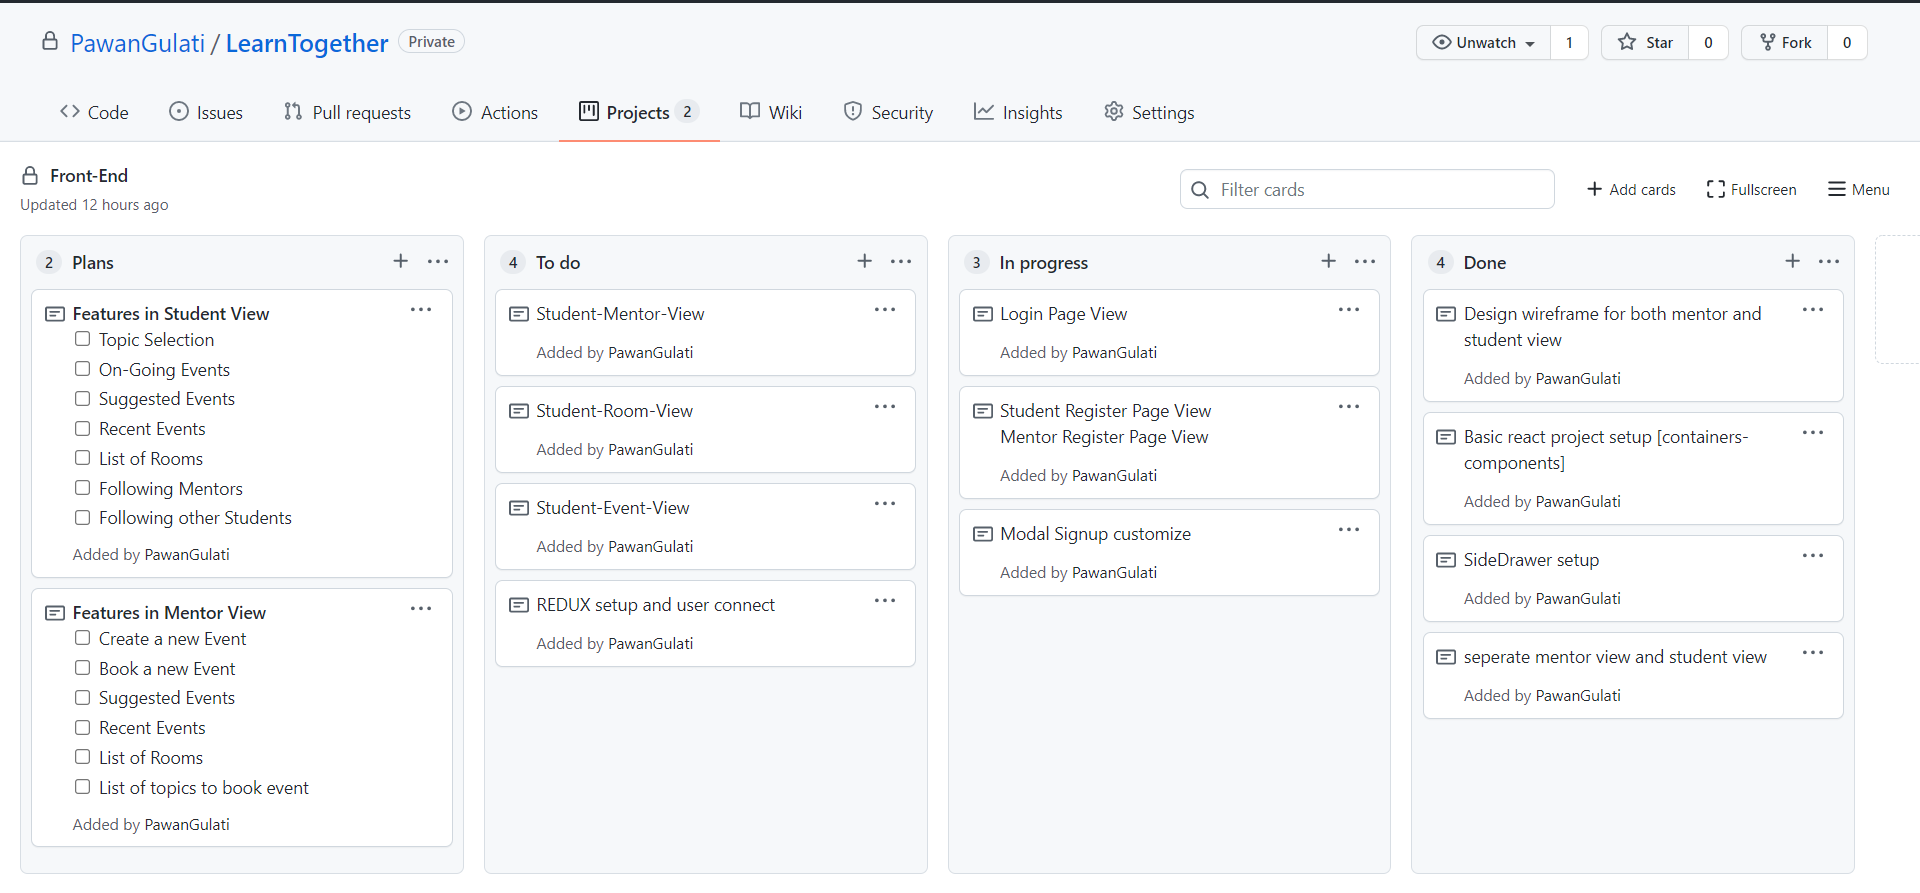 PawanGulati / LearnTogether Private
Unwatch 1 Star 0 Fork 0
Code Issues Pull requests Actions Projects 2 Wiki Security Insights Settings
Front-End
Updated 12 hours ago
Filter cards
Add cards Fullscreen Menu
2 Plans
Features in Student View
Topic Selection
On-Going Events
Suggested Events
Recent Events
List of Rooms
Following Mentors
Following other Students
Added by PawanGulati
Features in Mentor View
Create a new Event
Book a new Event
Suggested Events
Recent Events
List of Rooms
List of topics to book event
Added by PawanGulati
4 To do
Student-Mentor-View
Added by PawanGulati
Student-Room-View
Added by PawanGulati
Student-Event-View
Added by PawanGulati
REDUX setup and user connect
Added by PawanGulati
3 In progress
Login Page View
Added by PawanGulati
Student Register Page View
Mentor Register Page View
Added by PawanGulati
Modal Signup customize
Added by PawanGulati
4 Done
Design wireframe for both mentor and
student view
Added by PawanGulati
Basic react project setup [containers-
components]
Added by PawanGulati
SideDrawer setup
Added by PawanGulati
seperate mentor view and student view
Added by PawanGulati